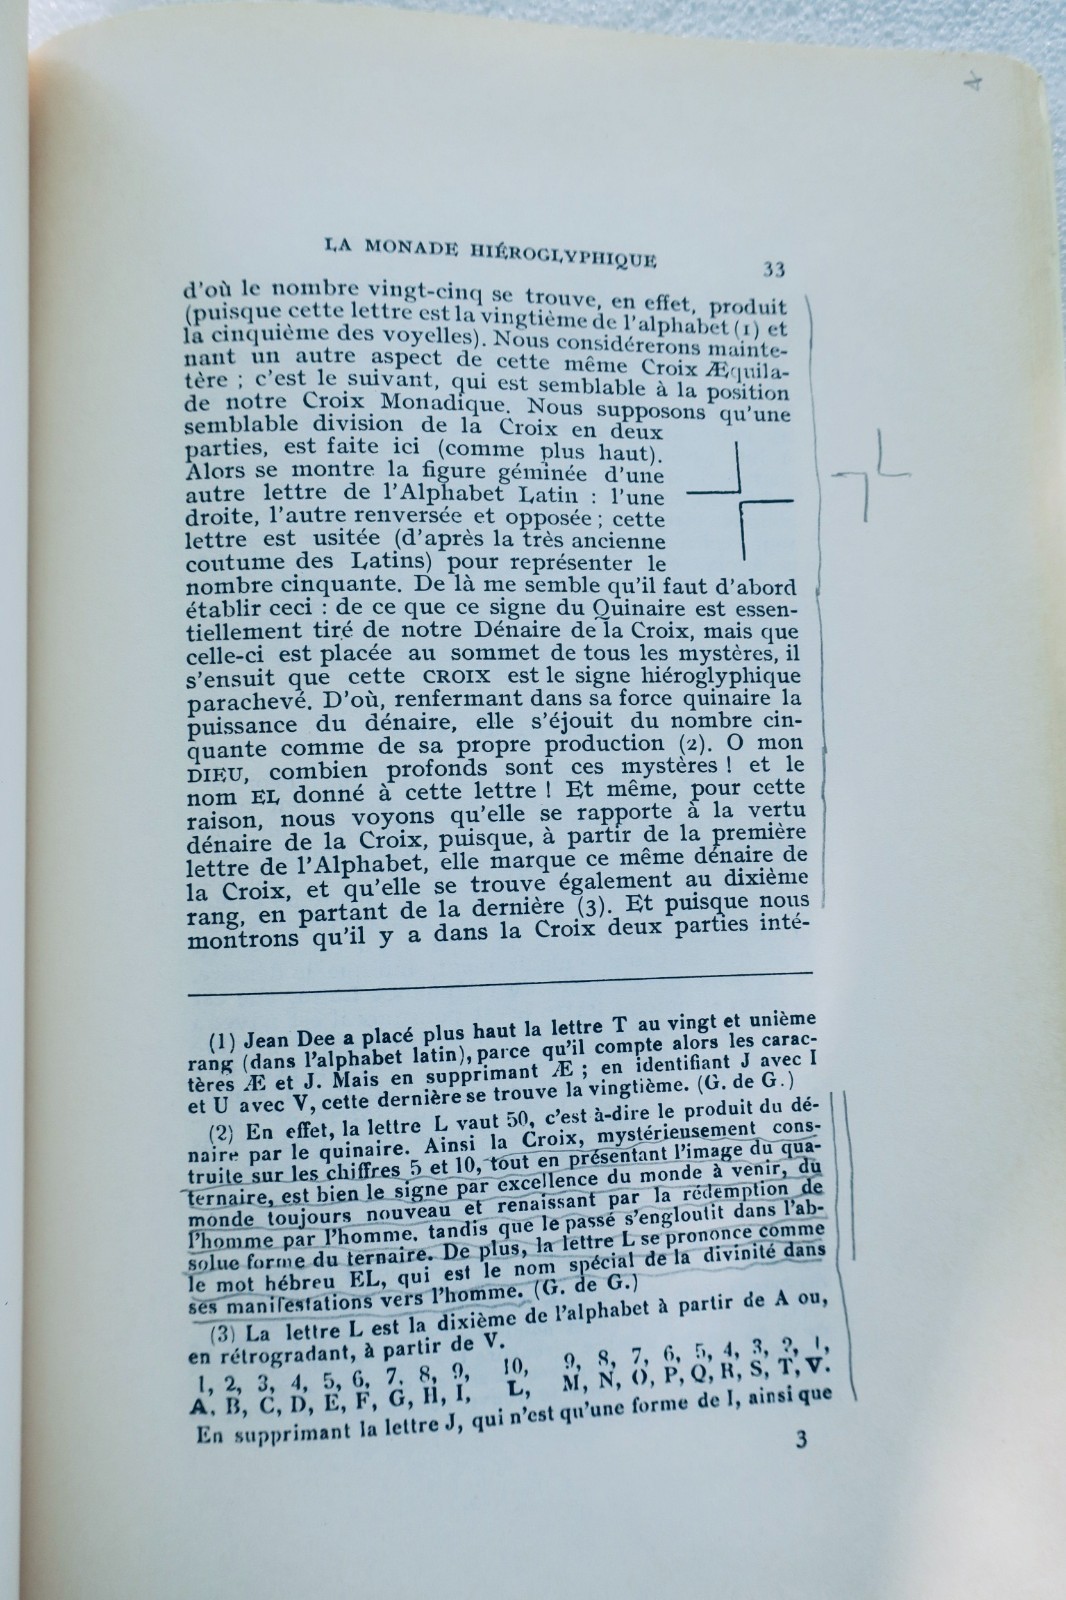 LA MONADE HIÉROGLYPHIQUE
33
d'où le nombre vingt-cinq se trouve, en effet, produit
(puisque cette lettre est la vingtième de l'alphabet (1) et
la cinquième des voyelles). Nous considérerons mainte-
nant un autre aspect de cette même Croix Æquila-
tère ; c'est le suivant, qui est semblable à la position
de notre Croix Monadique. Nous supposons qu'une
semblable division de la Croix en deux
parties, est faite ici (comme plus haut).
Alors se montre la figure géminée d'une
autre lettre de l'Alphabet Latin : l'une
droite, l'autre renversée et opposée ; cette
lettre est usitée (d'après la très ancienne
coutume des Latins) pour représenter le
nombre cinquante. De là me semble qu'il faut d'abord
établir ceci : de ce que ce signe du Quinaire est essen-
tiellement tiré de notre Dénaire de la Croix, mais que
celle-ci est placée au sommet de tous les mystères, il
s'ensuit que cette CROIX est le signe hiéroglyphique
parachevé. D'où, renfermant dans sa force quinaire la
puissance du dénaire, elle s'éjouit du nombre cin-
quante comme de sa propre production (2). O mon
DIEU, combien profonds sont ces mystères ! et le
nom EL donné à cette lettre ! Et même, pour cette
raison, nous voyons qu'elle se rapporte à la vertu
dénaire de la Croix, puisque, à partir de la première
lettre de l'Alphabet, elle marque ce même dénaire de
la Croix, et qu'elle se trouve également au dixième
rang, en partant de la dernière (3). Et puisque nous
montrons qu'il y a dans la Croix deux parties inté-
(1) Jean Dee a placé plus haut la lettre T au vingt et unième
rang (dans l'alphabet latin), parce qu'il compte alors les carac-
tères Æ et J. Mais en supprimant Æ ; en identifiant J avec I
et U avec V, cette dernière se trouve la vingtième. (G. de G.)
(2) En effet, la lettre L vaut 50, c'est à-dire le produit du dé-
naire par le quinaire. Ainsi la Croix, mystérieusement cons-
truite sur les chiffres 5 et 10, tout en présentant l'image du qua-
ternaire, est bien le signe par excellence du monde à venir, du
monde toujours nouveau et renaissant par la rédemption de
l'homme par l'homme, tandis que le passé s'engloutit dans l'ab-
solue forme du ternaire. De plus, la lettre L se prononce comme
le mot hébreu EL, qui est le nom spécial de la divinité dans
ses manifestations vers l'homme. (G. de G.)
(3) La lettre L est la dixième de l'alphabet à partir de A ou,
en rétrogradant, à partir de V.
1, 2, 3, 4, 5, 6, 7, 8, 9, 10, 9, 8, 7, 6, 5, 4, 3, 2, 1,
A, B, C, D, E, F, G, H, I, L, M, N, O, P, Q, R, S, T, V.
En supprimant la lettre J, qui n'est qu'une forme de I, ainsi que
3